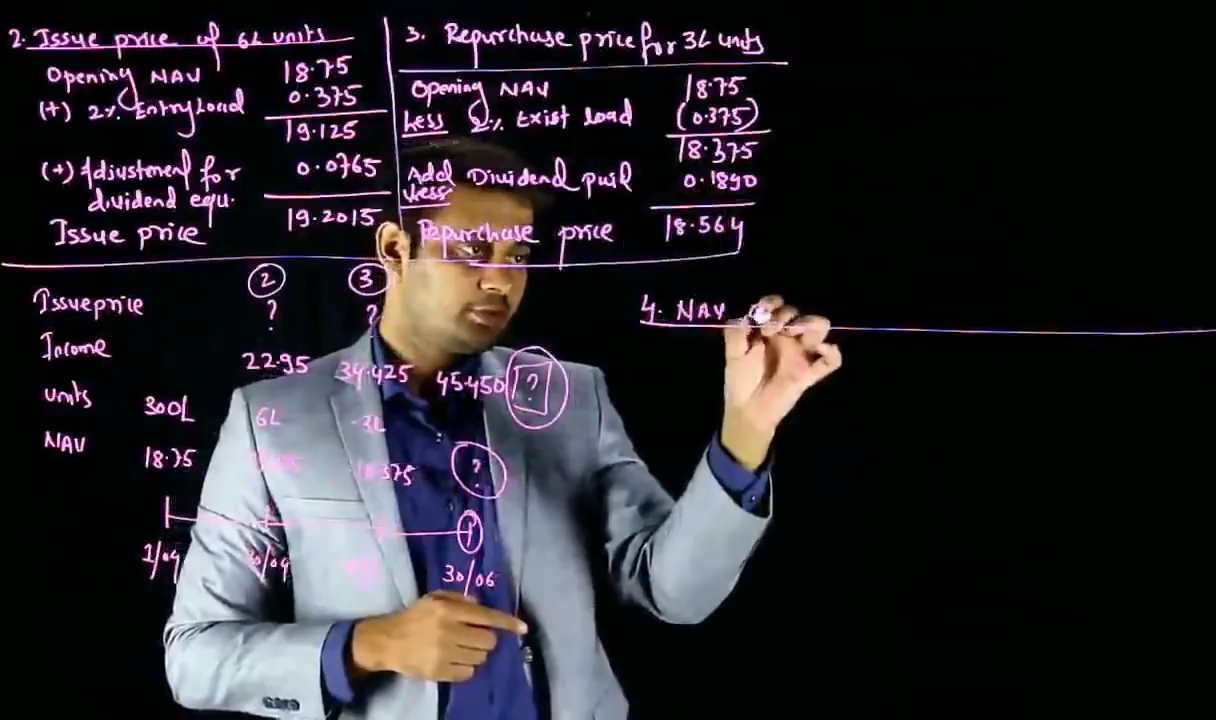 2. Issue price of 6L units
Opening NAV 18.75
(+) 2% Entry Load 0.375
19.125
(+) Adjustment for 0.0765
dividend equ.
Issue price 19.2015
3. Repurchase price for 3L units
Opening NAV 18.75
Less 2% Exist load (0.375)
18.375
Add Dividend paid 0.1890
Less
Repurchase price 18.564
2 3
Issue price ? ?
Income 22.95 34.425 45.450 ?
units 300L 6L -3L
NAV 18.75 18.375 ?
1/04 30/04 30/06
4. NAV